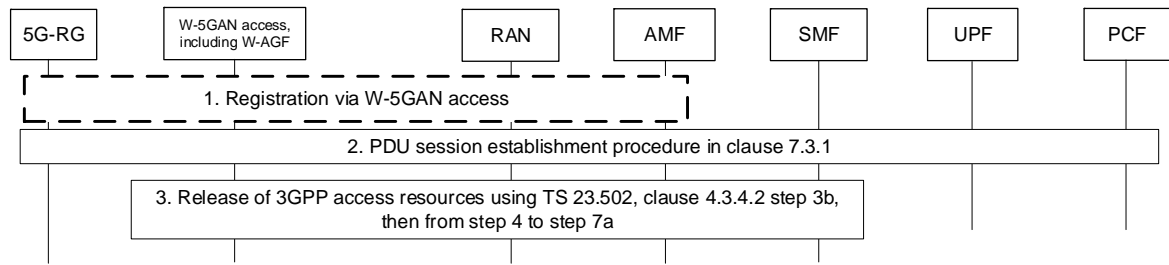 5G-RG
W-5GAN access,
including W-AGF
RAN
AMF
SMF
UPF
PCF
1. Registration via W-5GAN access
2. PDU session establishment procedure in clause 7.3.1
3. Release of 3GPP access resources using TS 23.502, clause 4.3.4.2 step 3b,
then from step 4 to step 7a